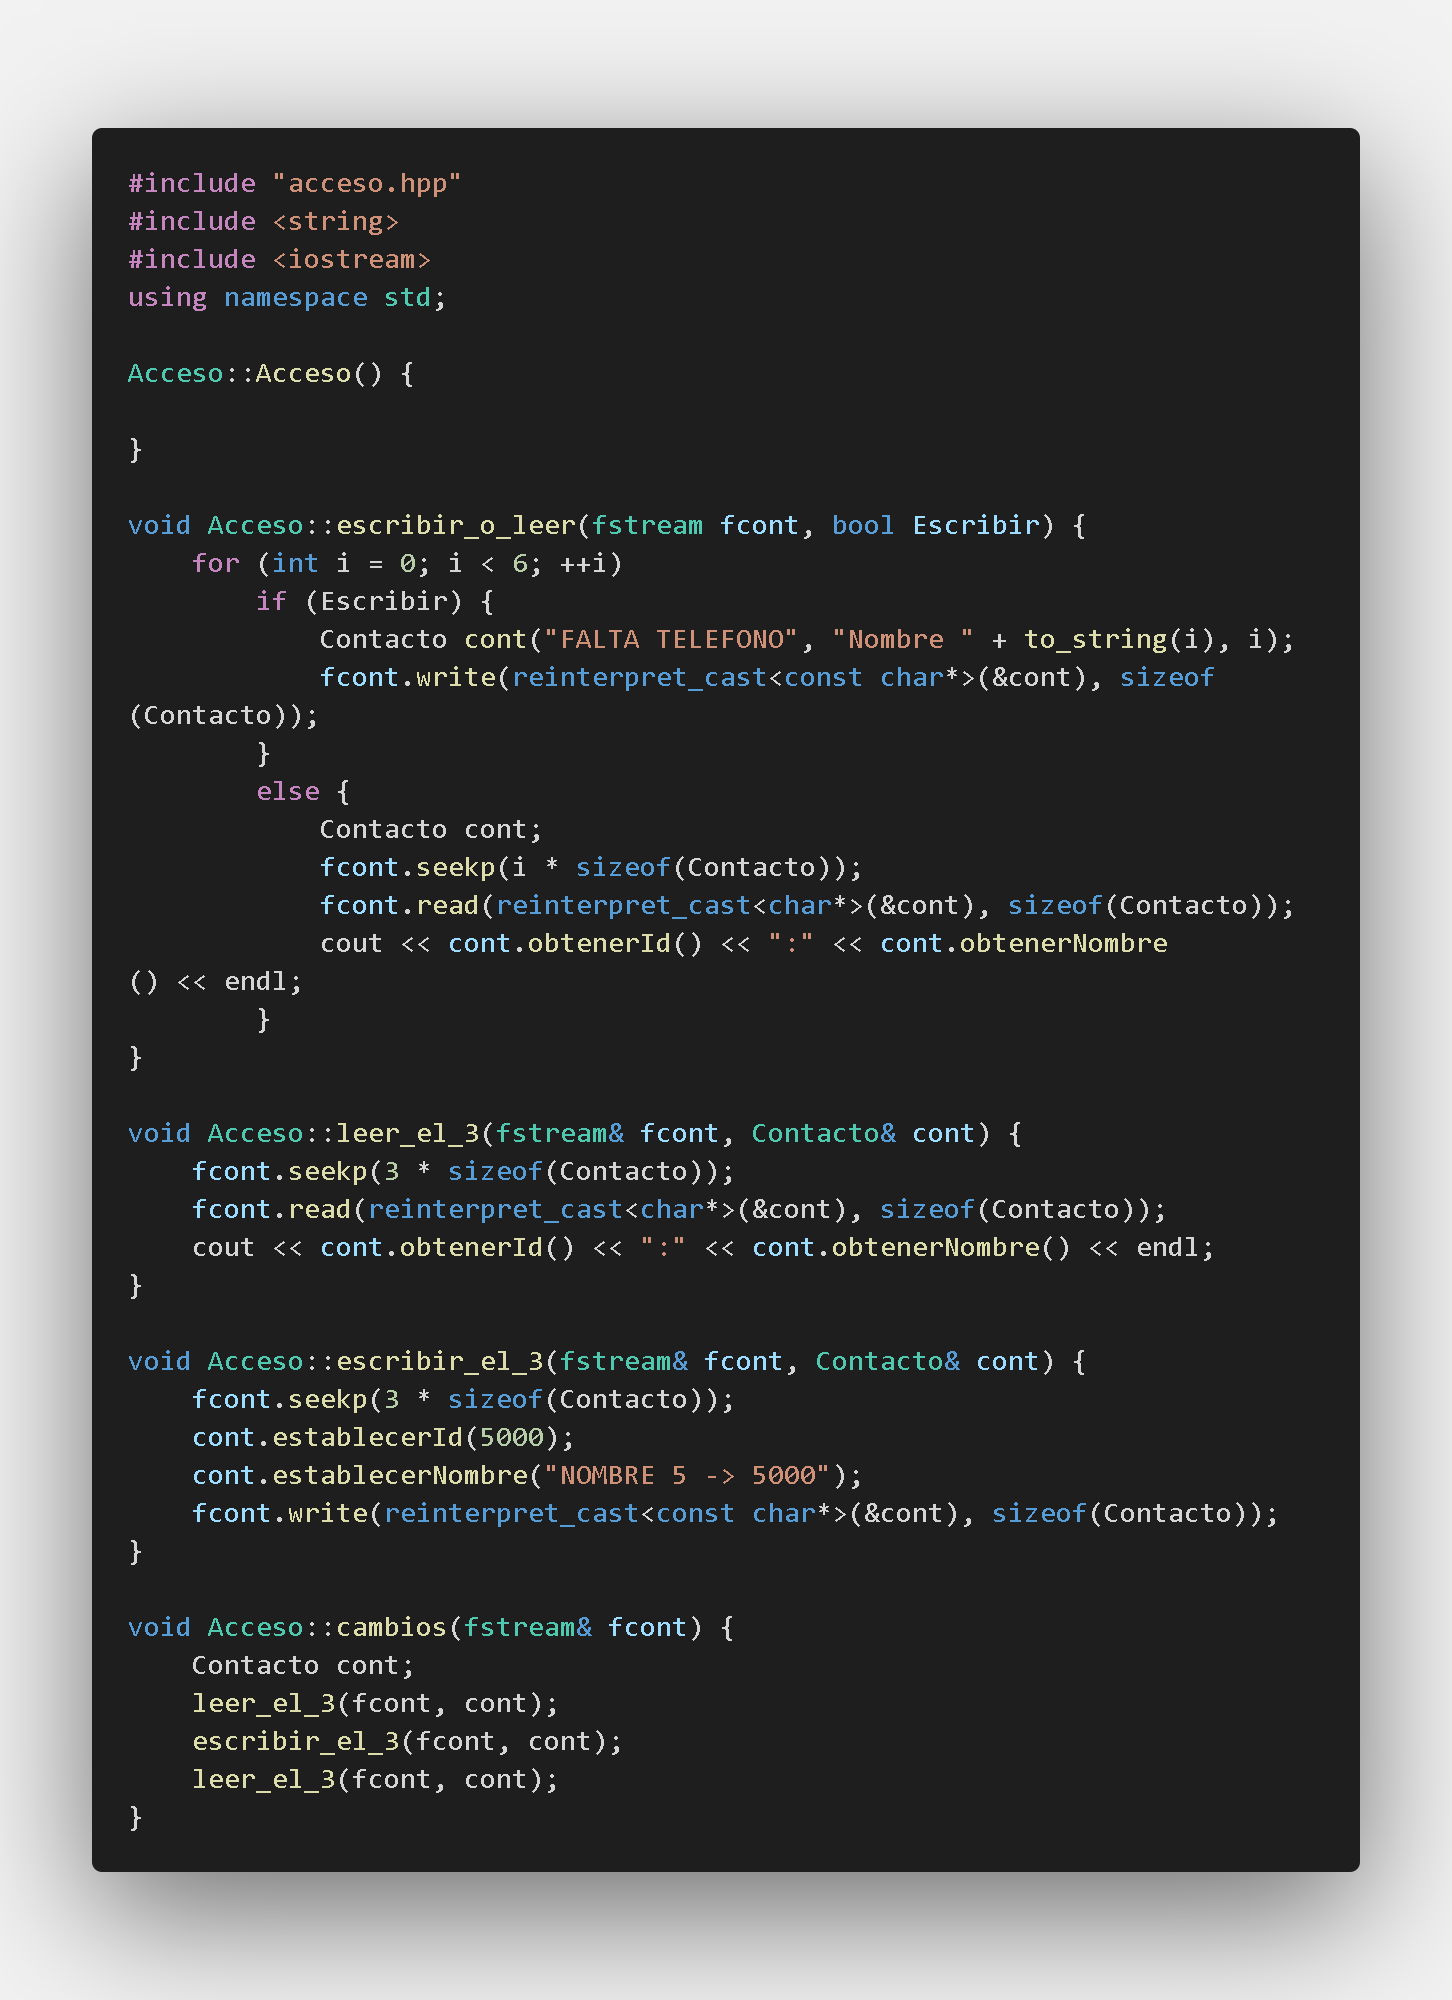 #include "acceso.hpp"
#include <string>
#include <iostream>
using namespace std;

Acceso::Acceso() {

}

void Acceso::escribir_o_leer(fstream fcont, bool Escribir) {
    for (int i = 0; i < 6; ++i)
        if (Escribir) {
            Contacto cont("FALTA TELEFONO", "Nombre " + to_string(i), i);
            fcont.write(reinterpret_cast<const char*>(&cont), sizeof
(Contacto));
        }
        else {
            Contacto cont;
            fcont.seekp(i * sizeof(Contacto));
            fcont.read(reinterpret_cast<char*>(&cont), sizeof(Contacto));
            cout << cont.obtenerId() << ":" << cont.obtenerNombre
() << endl;
        }
}

void Acceso::leer_el_3(fstream& fcont, Contacto& cont) {
    fcont.seekp(3 * sizeof(Contacto));
    fcont.read(reinterpret_cast<char*>(&cont), sizeof(Contacto));
    cout << cont.obtenerId() << ":" << cont.obtenerNombre() << endl;
}

void Acceso::escribir_el_3(fstream& fcont, Contacto& cont) {
    fcont.seekp(3 * sizeof(Contacto));
    cont.establecerId(5000);
    cont.establecerNombre("NOMBRE 5 -> 5000");
    fcont.write(reinterpret_cast<const char*>(&cont), sizeof(Contacto));
}

void Acceso::cambios(fstream& fcont) {
    Contacto cont;
    leer_el_3(fcont, cont);
    escribir_el_3(fcont, cont);
    leer_el_3(fcont, cont);
}